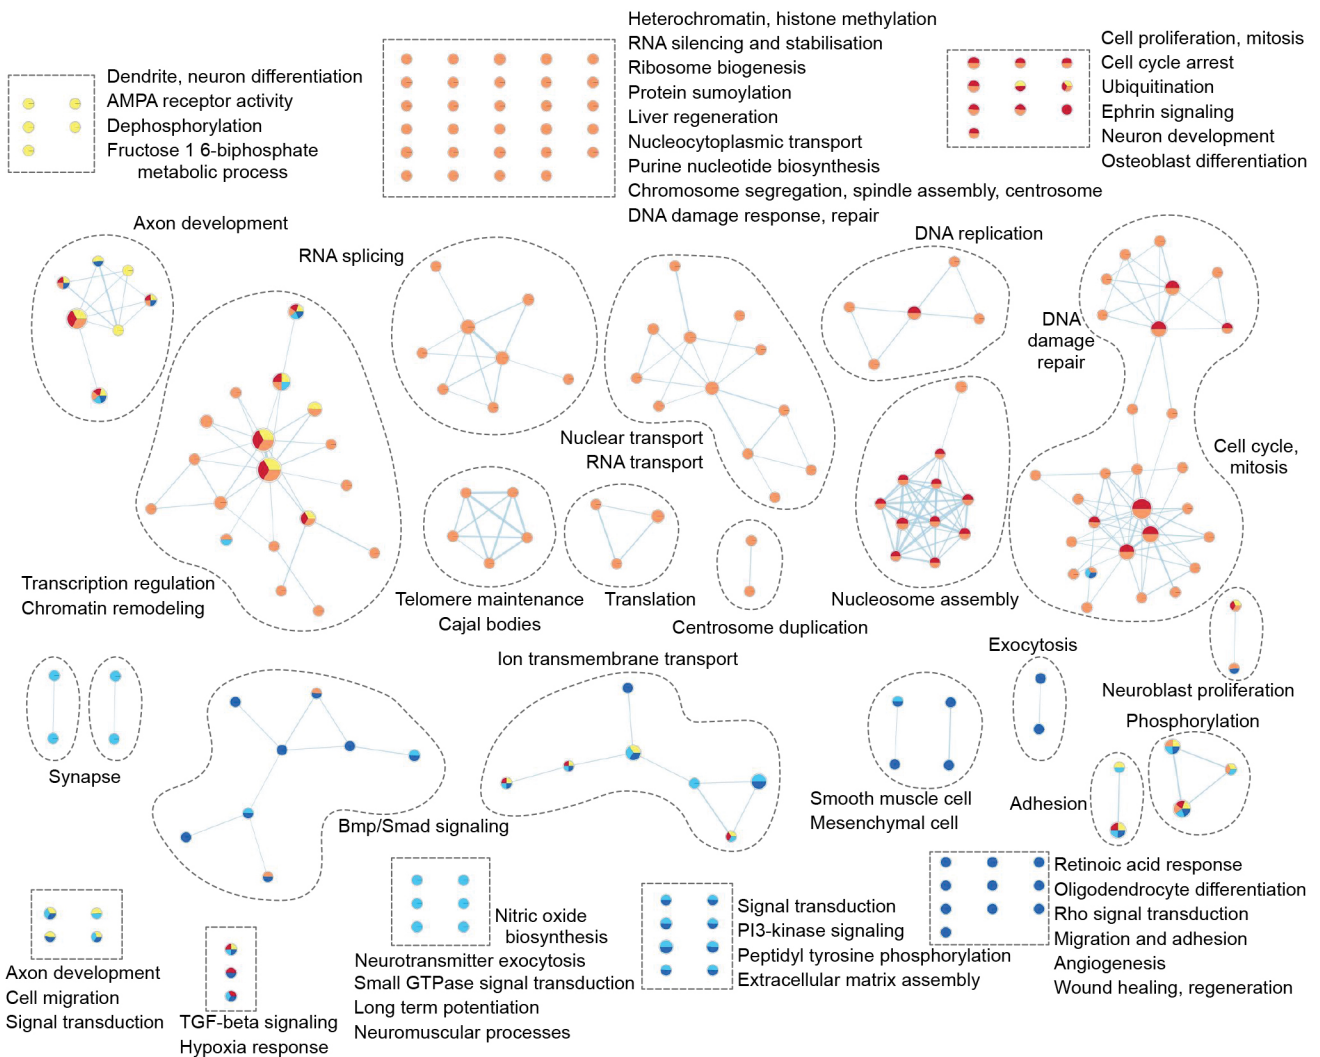 Heterochromatin, histone methylation
RNA silencing and stabilisation
Ribosome biogenesis
Protein sumoylation
Liver regeneration
Nucleocytoplasmic transport
Purine nucleotide biosynthesis
Chromosome segregation, spindle assembly, centrosome
DNA damage response, repair
Cell proliferation, mitosis
Cell cycle arrest
Ubiquitination
Ephrin signaling
Neuron development
Osteoblast differentiation
Dendrite, neuron differentiation
AMPA receptor activity
Dephosphorylation
Fructose 1 6-biphosphate
metabolic process
Axon development
RNA splicing
DNA replication
DNA
damage
repair
Nuclear transport
RNA transport
Cell cycle,
mitosis
Transcription regulation
Chromatin remodeling
Telomere maintenance
Cajal bodies
Translation
Centrosome duplication
Nucleosome assembly
Ion transmembrane transport
Exocytosis
Neuroblast proliferation
Phosphorylation
Synapse
Bmp/Smad signaling
Smooth muscle cell
Mesenchymal cell
Adhesion
Axon development
Cell migration
Signal transduction
TGF-beta signaling
Hypoxia response
Nitric oxide
biosynthesis
Neurotransmitter exocytosis
Small GTPase signal transduction
Long term potentiation
Neuromuscular processes
Signal transduction
PI3-kinase signaling
Peptidyl tyrosine phosphorylation
Extracellular matrix assembly
Retinoic acid response
Oligodendrocyte differentiation
Rho signal transduction
Migration and adhesion
Angiogenesis
Wound healing, regeneration